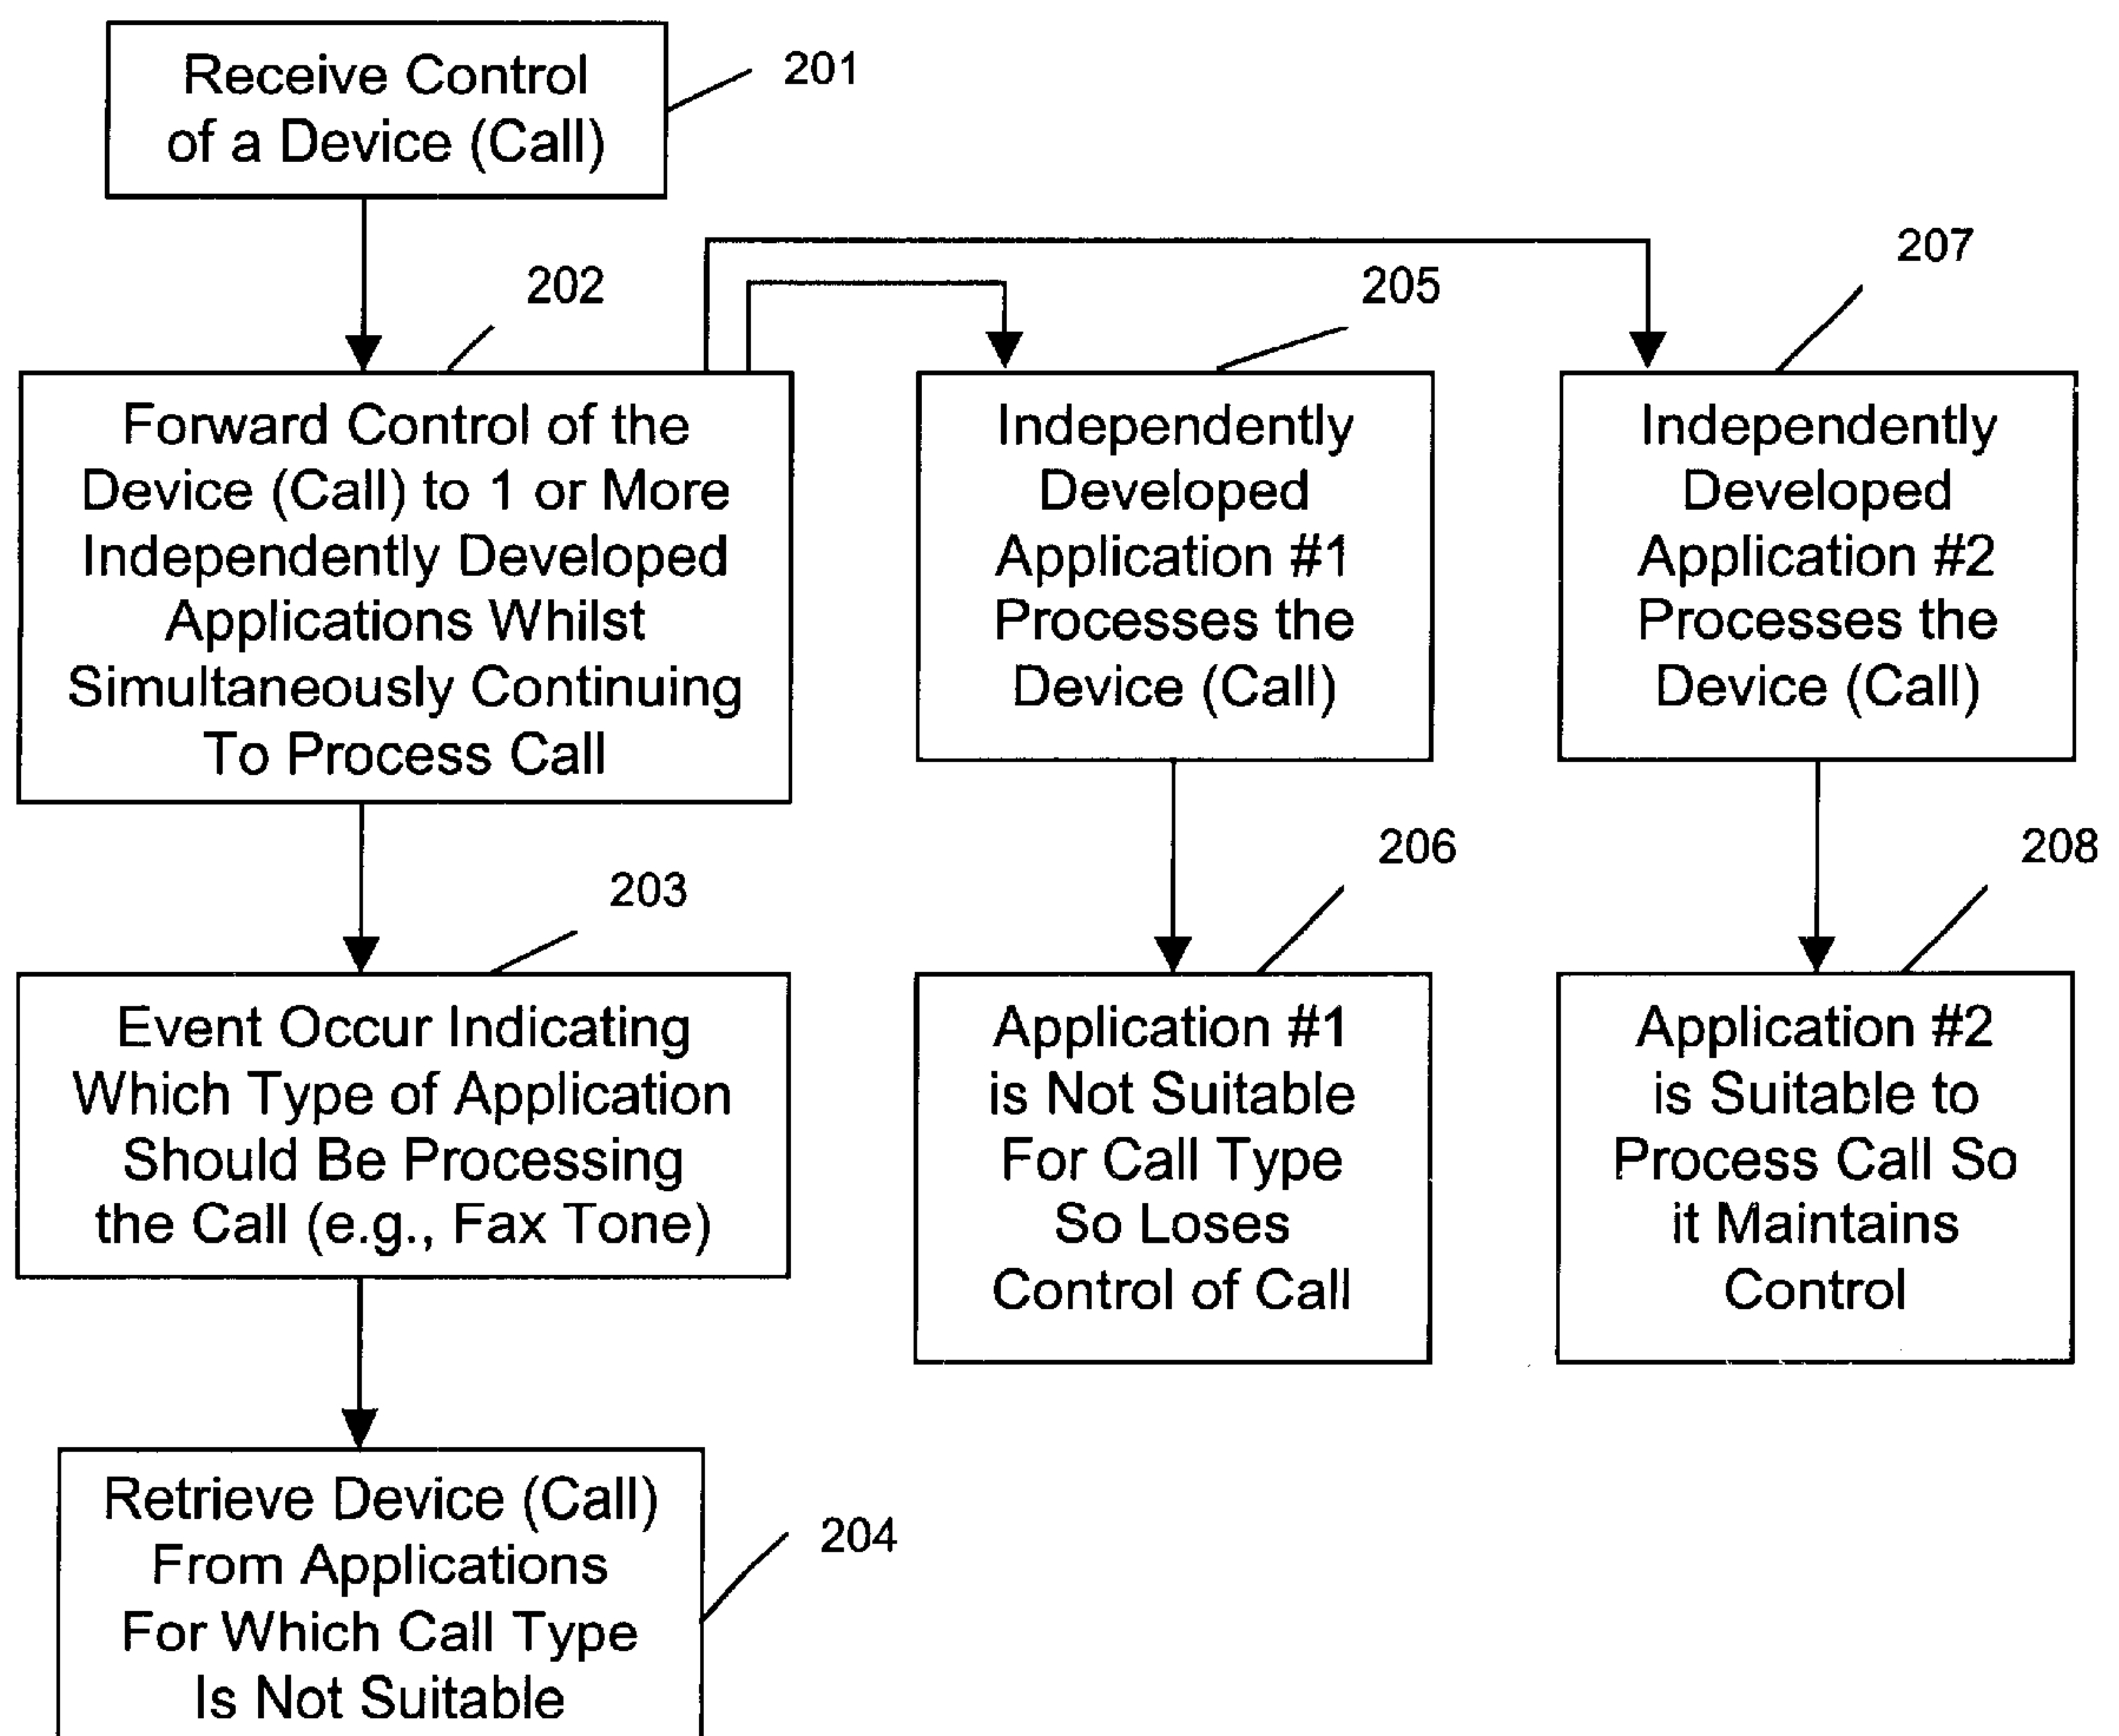 Receive Control
of a Device (Call)
201
202
Forward Control of the
Device (Call) to 1 or More
Independently Developed
Applications Whilst
Simultaneously Continuing
To Process Call
205
Independently
Developed
Application #1
Processes the
Device (Call)
207
Independently
Developed
Application #2
Processes the
Device (Call)
203
Event Occur Indicating
Which Type of Application
Should Be Processing
the Call (e.g., Fax Tone)
206
Application #1
is Not Suitable
For Call Type
So Loses
Control of Call
208
Application #2
is Suitable to
Process Call So
it Maintains
Control
Retrieve Device (Call)
From Applications
For Which Call Type
Is Not Suitable
204